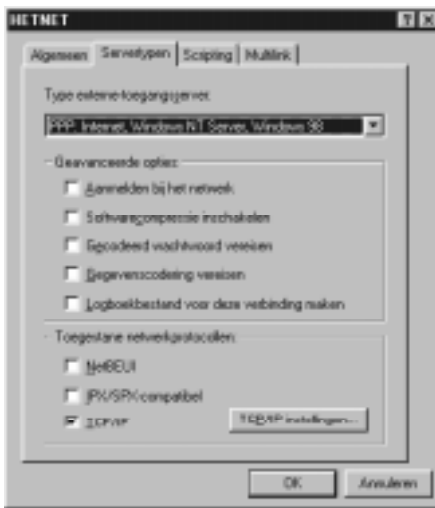 HETNET
Algemeen Servertypen Scripting Multilink
Type externe-toegangsserver:
PPP: Internet, Windows NT Server, Windows 98
Geavanceerde opties:
Aanmelden bij het netwerk
Softwarecompressie inschakelen
Gecodeerd wachtwoord vereisen
Gegevenscodering vereisen
Logboekbestand voor deze verbinding maken
Toegestane netwerkprotocollen:
NetBEUI
IPX/SPX-compatibel
TCP/IP
TCP/IP-instellingen...
OK Annuleren